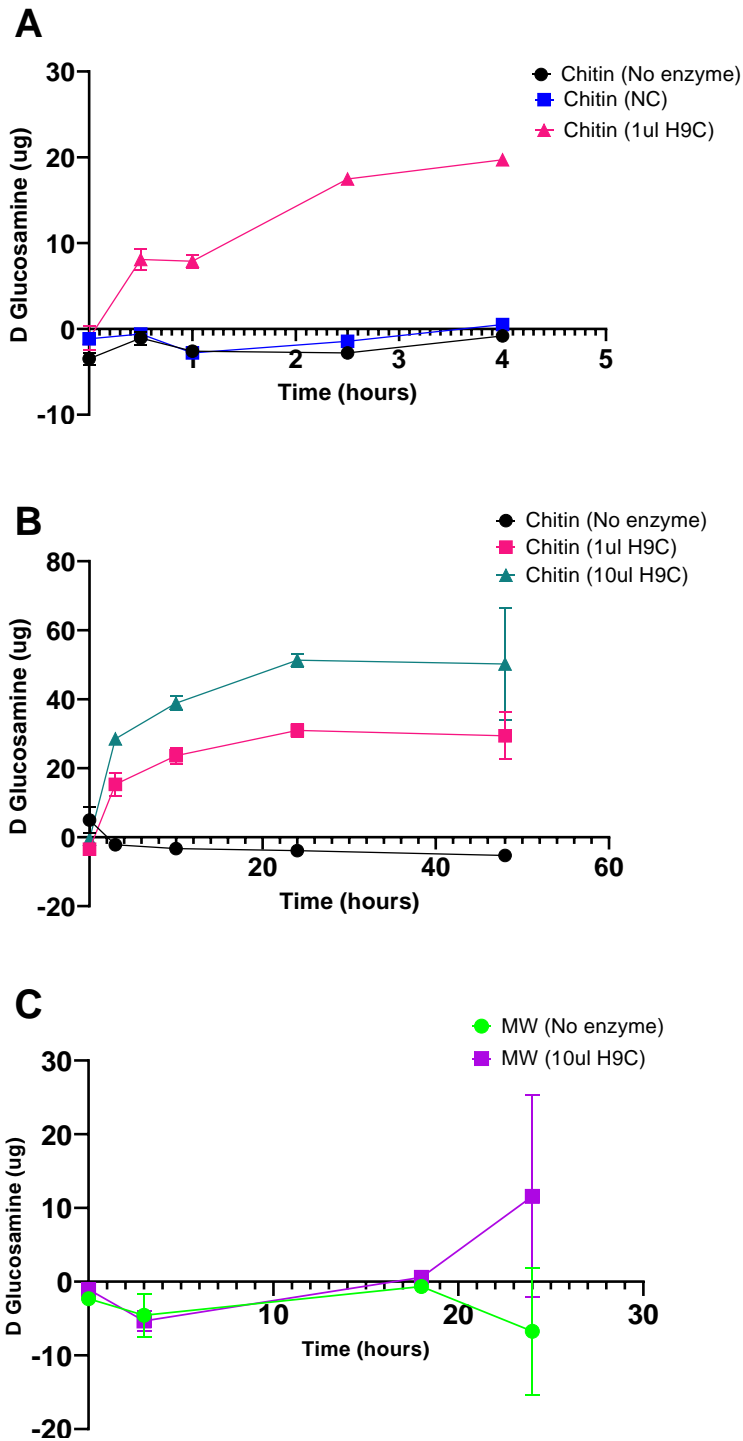 A
Chitin (No enzyme)
Chitin (NC)
Chitin (1ul H9C)
D Glucosamine (ug)
30
20
10
0
-10
1
2
3
4
5
Time (hours)
B
Chitin (No enzyme)
Chitin (1ul H9C)
Chitin (10ul H9C)
D Glucosamine (ug)
80
60
40
20
0
-20
20
40
60
Time (hours)
C
MW (No enzyme)
MW (10ul H9C)
D Glucosamine (ug)
30
20
10
0
-10
-20
10
20
30
Time (hours)